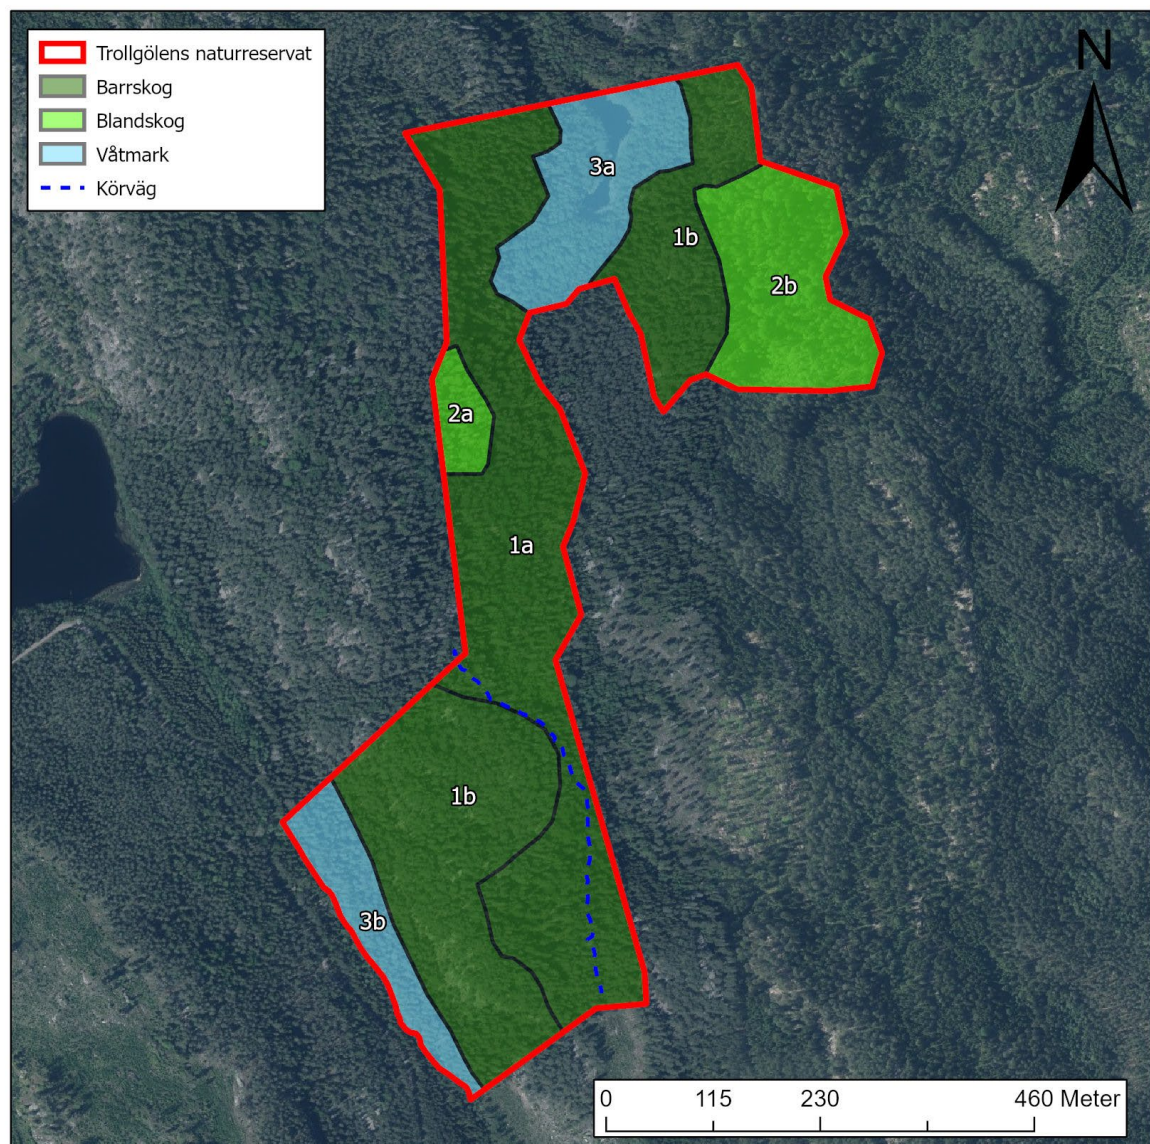 Trollgölens naturreservat
Barrskog
Blandskog
Våtmark
Körväg
N
3a
1b
2b
2a
1a
1b
3b
0 115 230 460 Meter